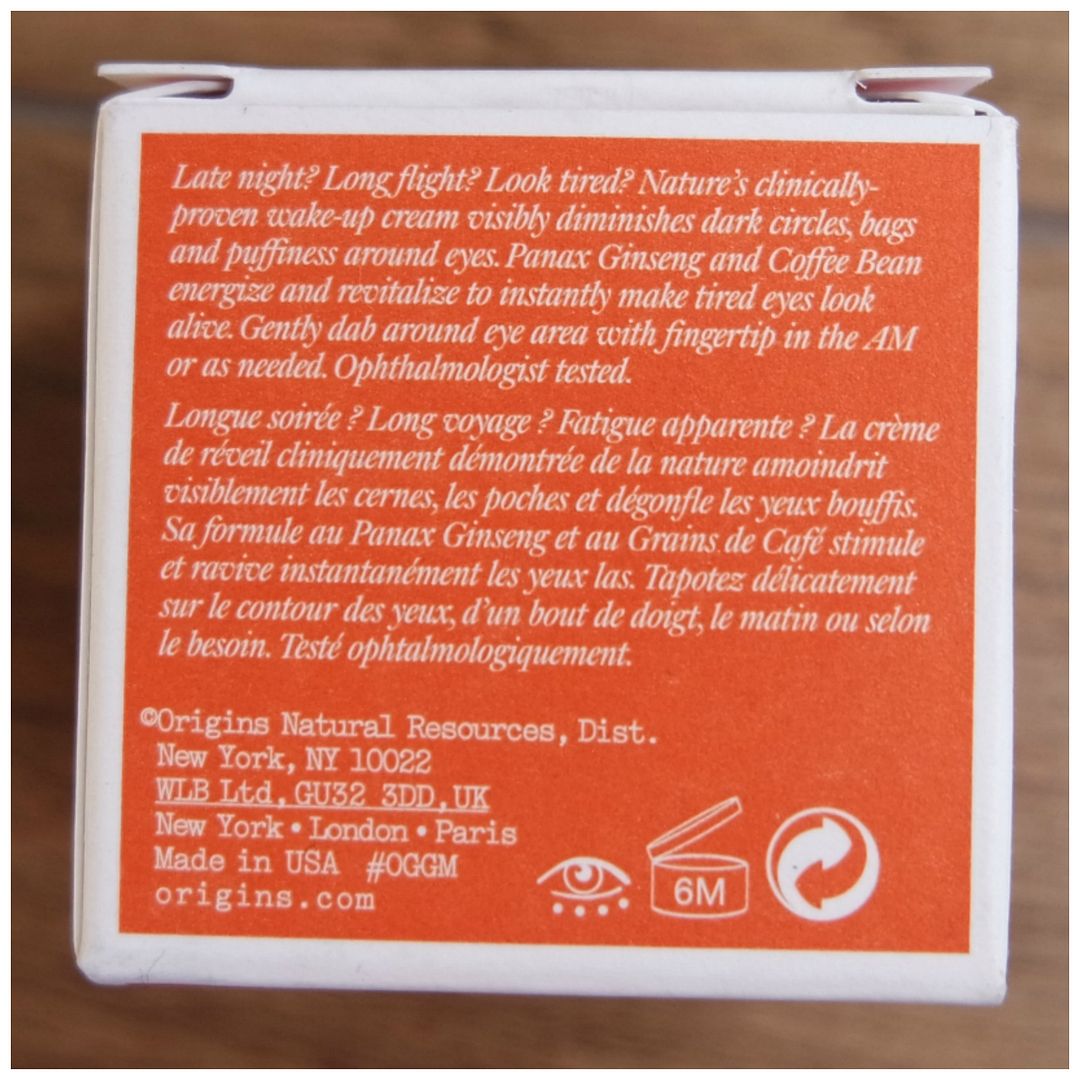 Late night? Long flight? Look tired? Nature's clinically-
proven wake-up cream visibly diminishes dark circles, bags
and puffiness around eyes. Panax Ginseng and Coffee Bean
energize and revitalize to instantly make tired eyes look
alive. Gently dab around eye area with fingertip in the AM
or as needed. Ophthalmologist tested.
Longue soirée ? Long voyage ? Fatigue apparente ? La crème
de réveil cliniquement démontrée de la nature amoindrit
visiblement les cernes, les poches et dégonfle les yeux bouffis.
Sa formule au Panax Ginseng et au Grains de Café stimule
et ravive instantanément les yeux las. Tapotez délicatement
sur le contour des yeux, d'un bout de doigt, le matin ou selon
le besoin. Testé ophtalmologiquement.
©Origins Natural Resources, Dist.
New York, NY 10022
WLB Ltd, GU32 3DD, UK
New York • London • Paris
Made in USA #0GGM
origins.com
6M